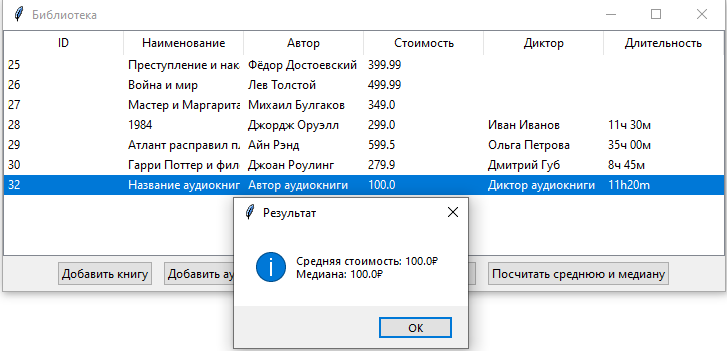 Библиотека
ID Наименование Автор Стоимость Диктор Длительность
25 Преступление и нак Фёдор Достоевский 399.99
26 Война и мир Лев Толстой 499.99
27 Мастер и Маргарита Михаил Булгаков 349.0
28 1984 Джордж Оруэлл 299.0 Иван Иванов 11ч 30м
29 Атлант расправил пл Айн Рэнд 599.5 Ольга Петрова 35ч 00м
30 Гарри Поттер и фил Джоан Роулинг 279.9 Дмитрий Губ 8ч 45м
32 Название аудиокниг Автор аудиокниги 100.0 Диктор аудиокниги 11h20m
Результат
Средняя стоимость: 100.0₽
Медиана: 100.0₽
OK
Добавить книгу Добавить ау Посчитать среднюю и медиану